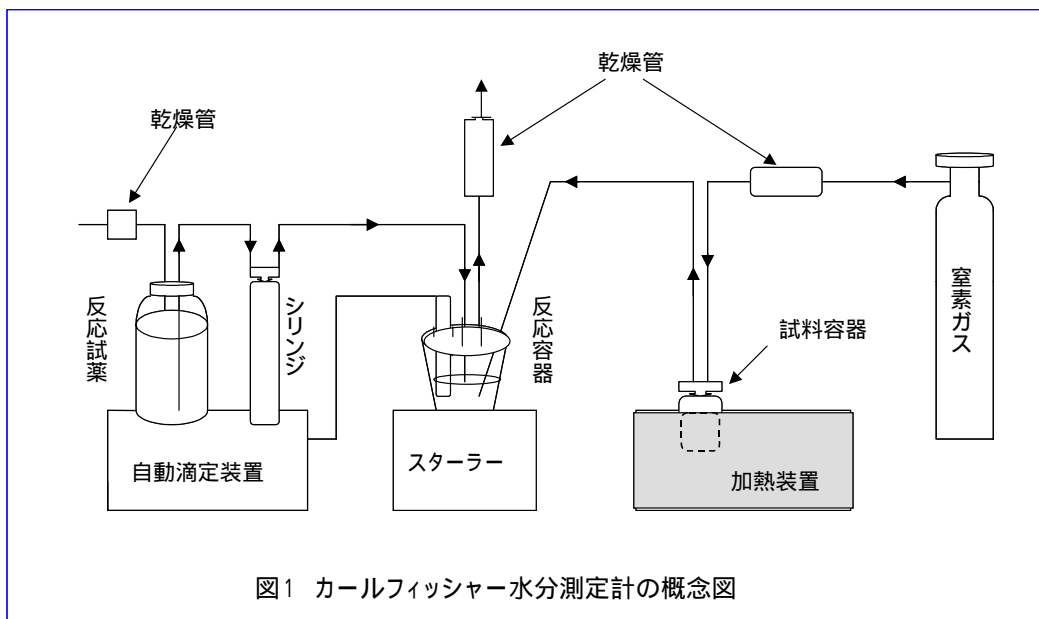 乾燥管
乾燥管
反応試薬
シリンジ
反応容器
試料容器
窒素ガス
自動滴定装置
スターラー
加熱装置
図1 カールフィッシャー水分測定計の概念図